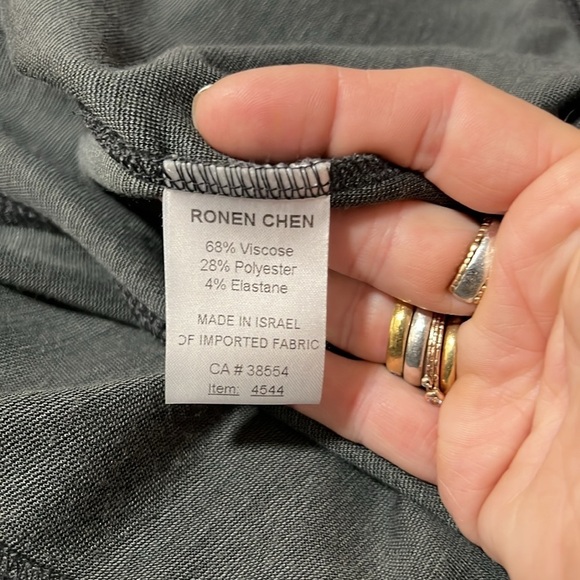 RONEN CHEN
68% Viscose
28% Polyester
4% Elastane
MADE IN ISRAEL
OF IMPORTED FABRIC
CA # 38554
Item: 4544